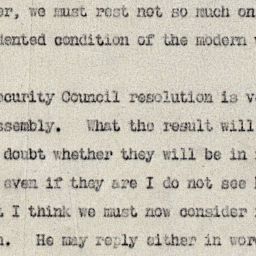 er, we must rest not so much on
dented condition of the modern
ecurity Council resolution is v
ssembly. What the result will
doubt whether they will be in
even if they are I do not see
t I think we must now consider
n. He may reply either in wor